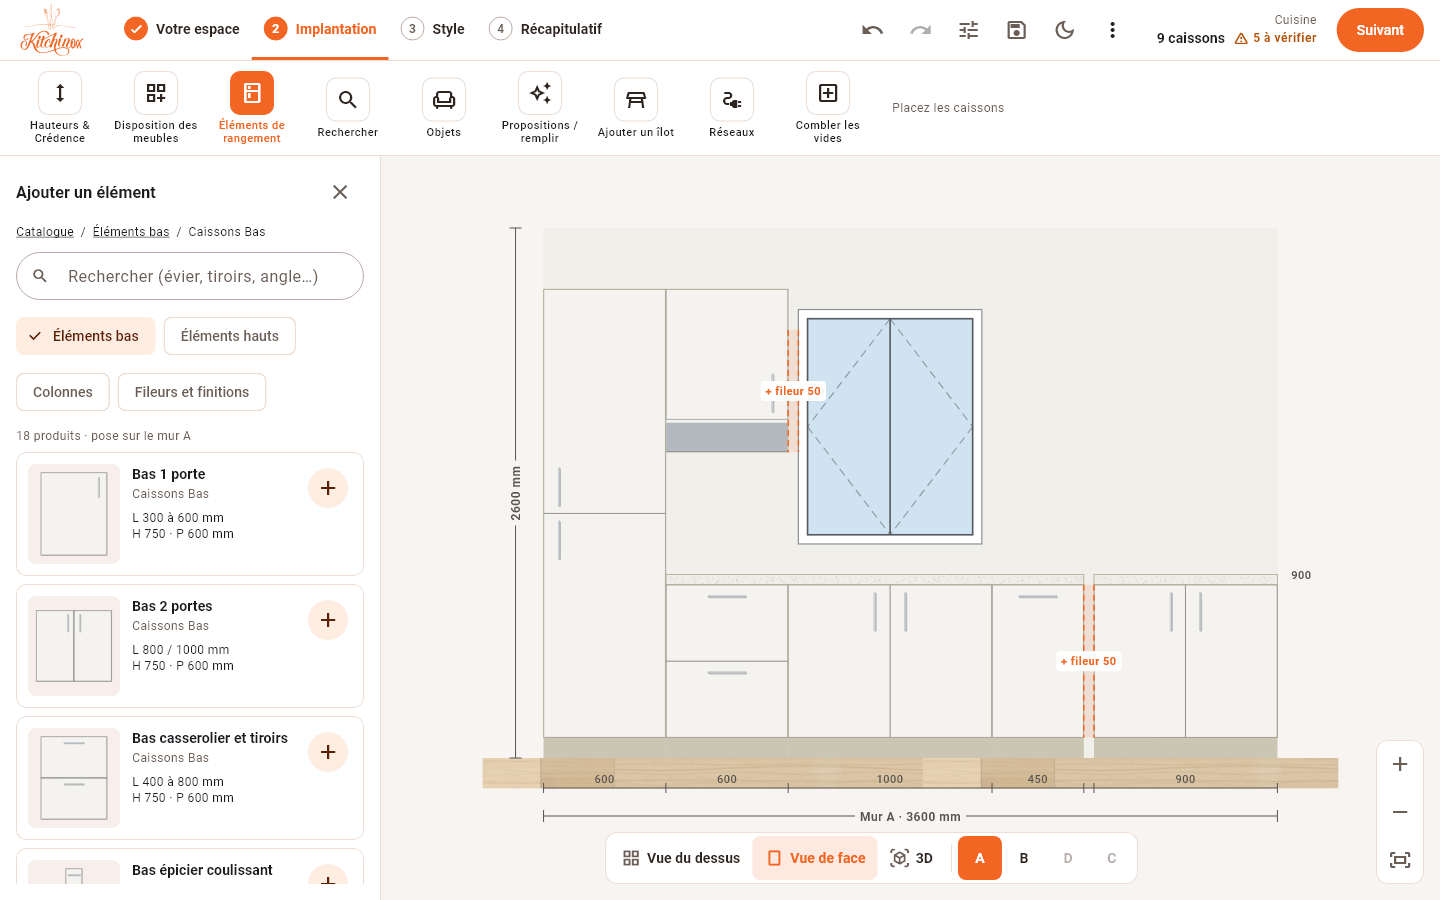 Kitchinox
Votre espace
2 Implantation
3 Style
4 Récapitulatif
Cuisine
9 caissons 5 à vérifier
Suivant
Hauteurs & Crédence
Disposition des meubles
Éléments de rangement
Rechercher
Objets
Propositions / remplir
Ajouter un îlot
Réseaux
Combler les vides
Placez les caissons
Ajouter un élément
Catalogue / Éléments bas / Caissons Bas
Rechercher (évier, tiroirs, angle…)
Éléments bas
Éléments hauts
Colonnes
Fileurs et finitions
18 produits · pose sur le mur A
Bas 1 porte
Caissons Bas
L 300 à 600 mm
H 750 · P 600 mm
Bas 2 portes
Caissons Bas
L 800 / 1000 mm
H 750 · P 600 mm
Bas casserolier et tiroirs
Caissons Bas
L 400 à 800 mm
H 750 · P 600 mm
Bas épicier coulissant
+ fileur 50
2600 mm
900
+ fileur 50
600
600
1000
450
900
Mur A · 3600 mm
Vue du dessus
Vue de face
3D
A
B
D
C